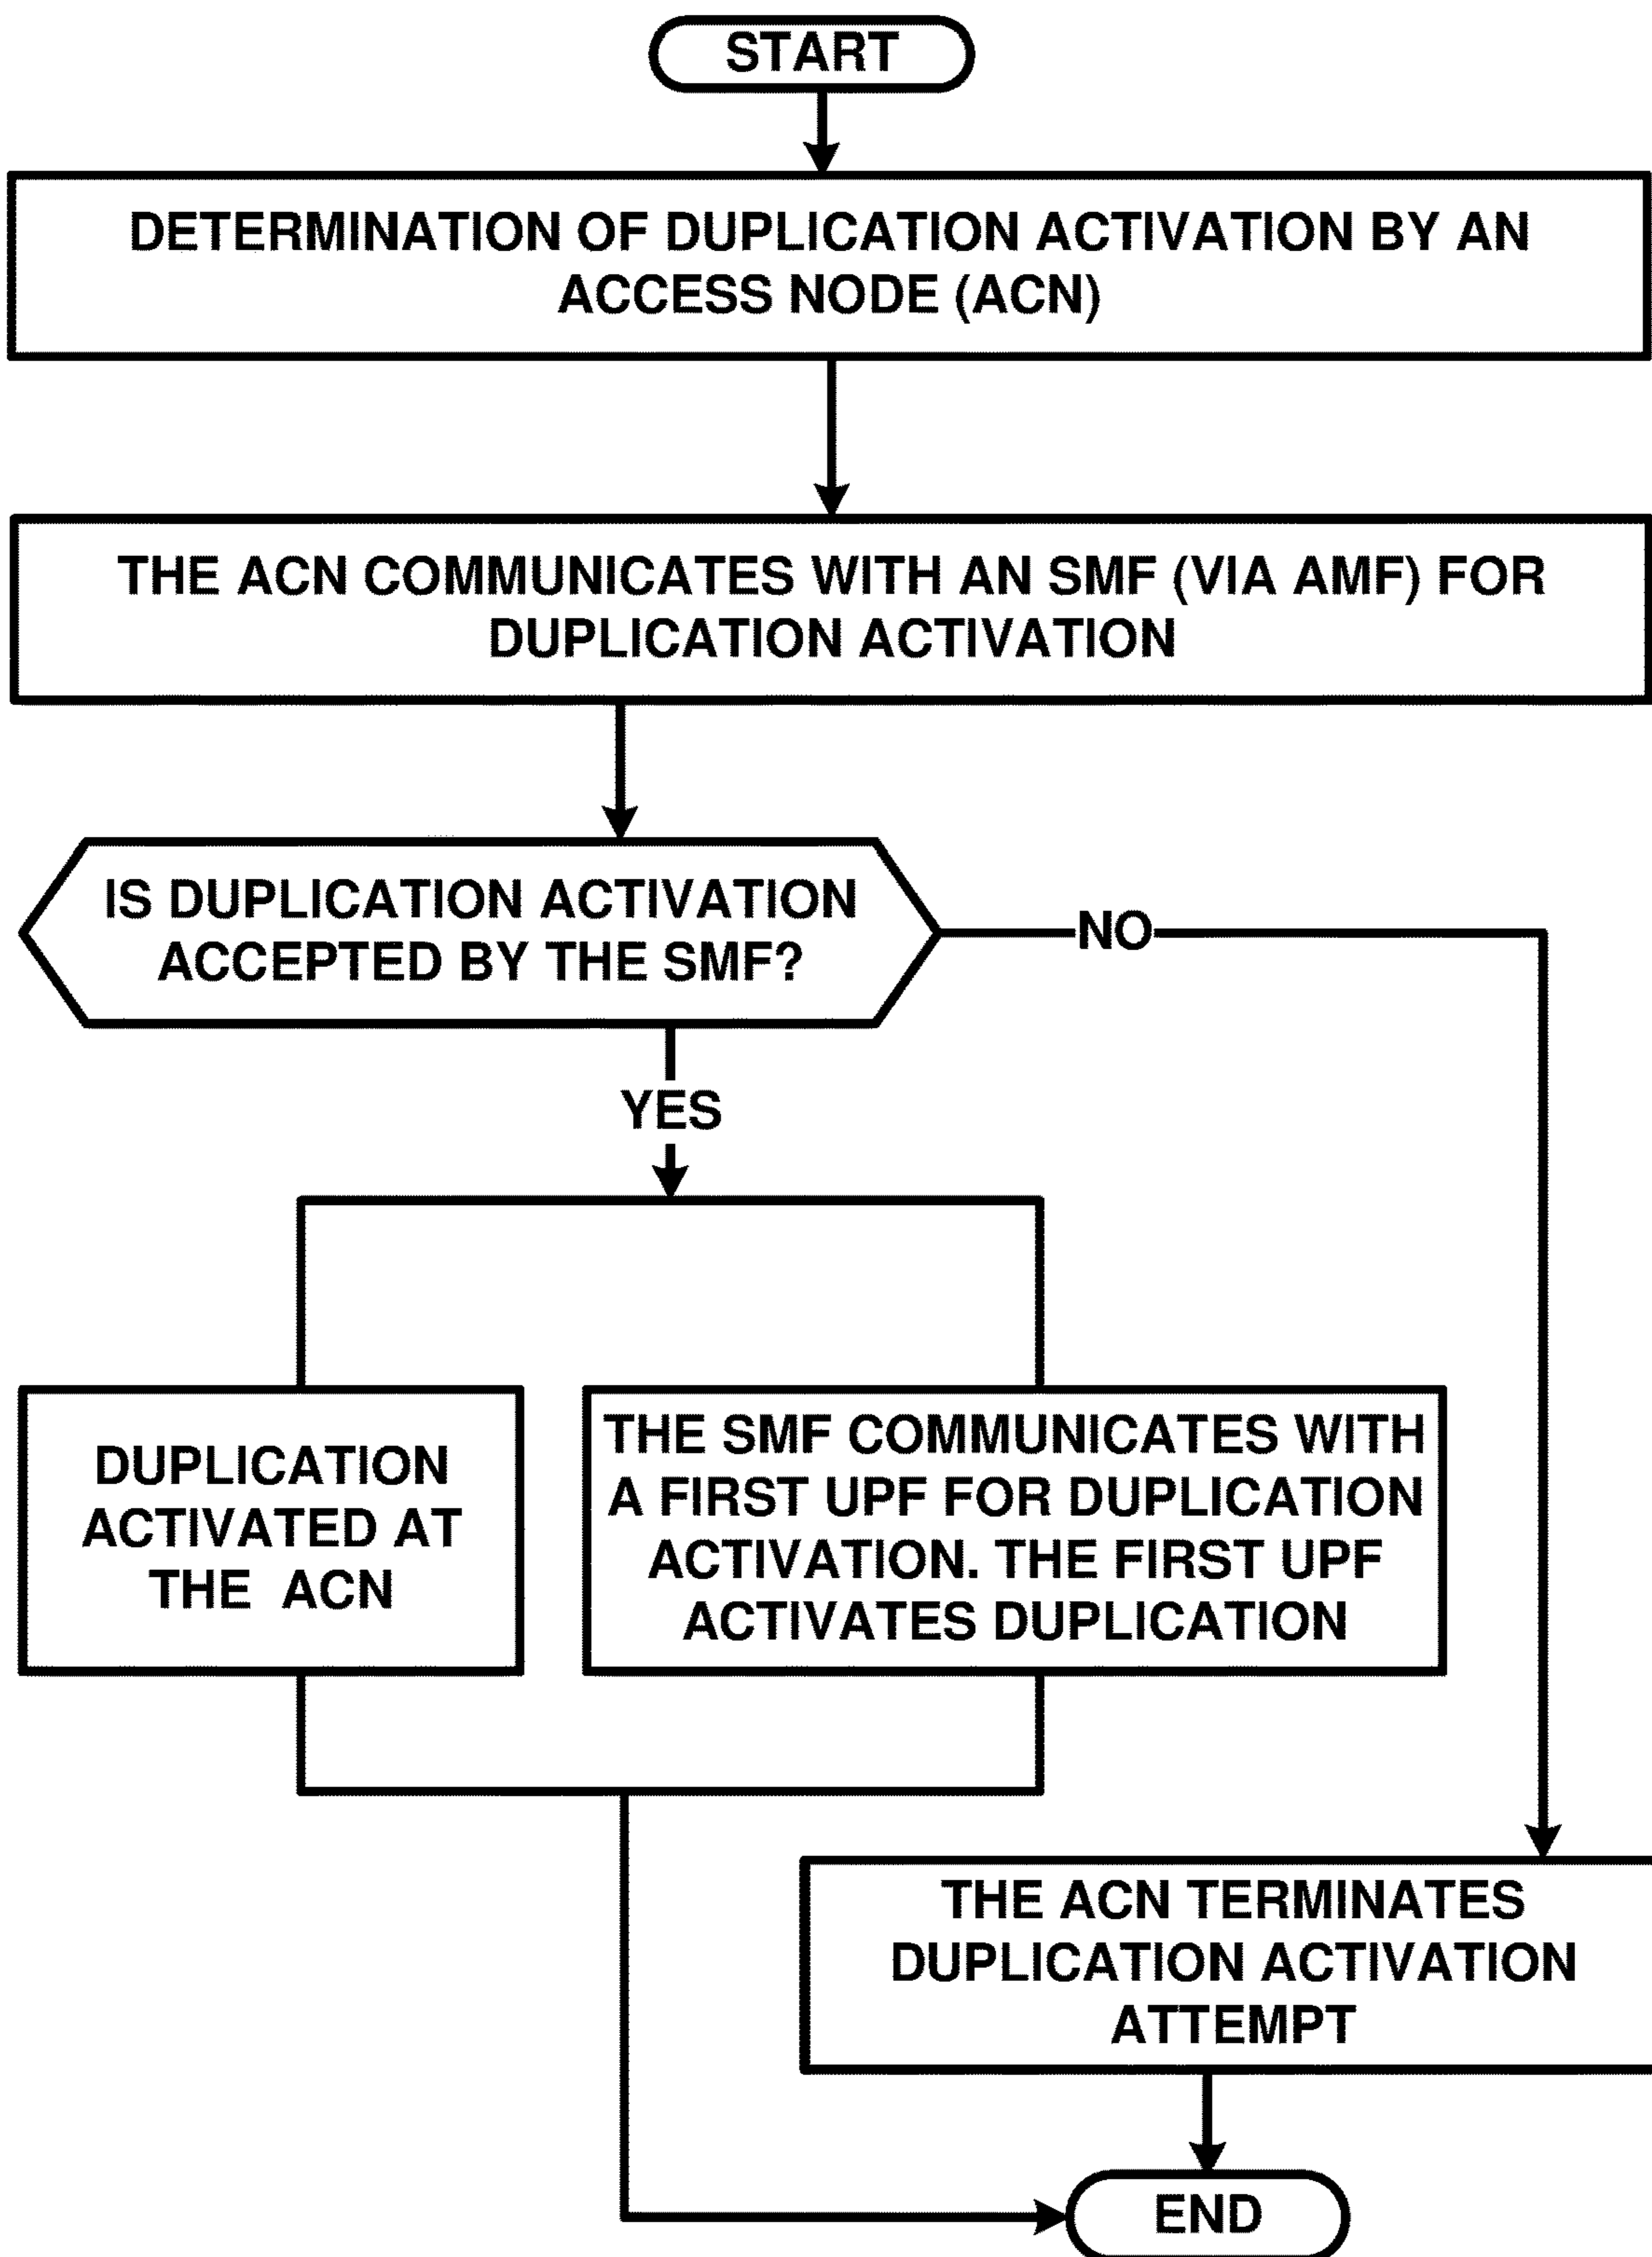 START
DETERMINATION OF DUPLICATION ACTIVATION BY AN
ACCESS NODE (ACN)
THE ACN COMMUNICATES WITH AN SMF (VIA AMF) FOR
DUPLICATION ACTIVATION
IS DUPLICATION ACTIVATION
ACCEPTED BY THE SMF?
NO
YES
DUPLICATION
ACTIVATED AT
THE ACN
THE SMF COMMUNICATES WITH
A FIRST UPF FOR DUPLICATION
ACTIVATION. THE FIRST UPF
ACTIVATES DUPLICATION
THE ACN TERMINATES
DUPLICATION ACTIVATION
ATTEMPT
END